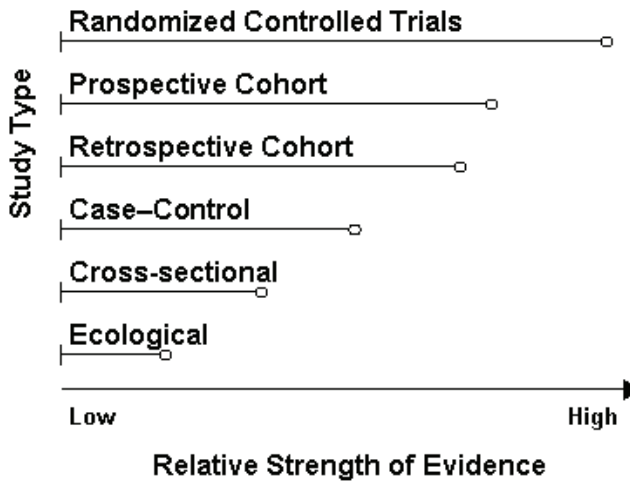 Study Type
Randomized Controlled Trials
Prospective Cohort
Retrospective Cohort
Case–Control
Cross-sectional
Ecological
Low High
Relative Strength of Evidence